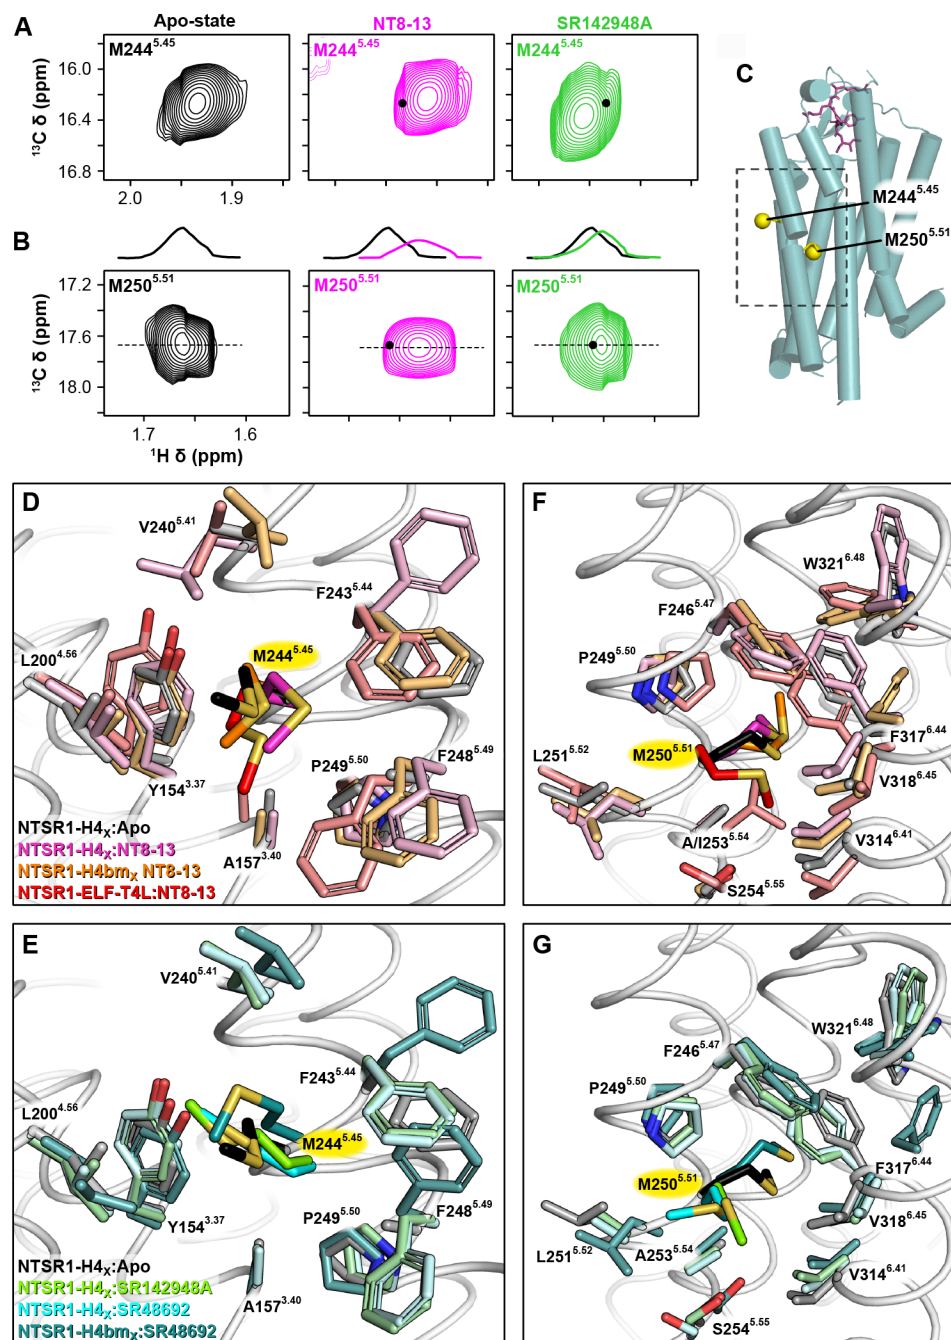 A
Apo-state
NT8-13
SR142948A
M244^5.45
M244^5.45
M244^5.45
16.0
16.4
16.8
¹³C δ (ppm)
2.0
1.9
C
M244^5.45
M250^5.51
B
M250^5.51
M250^5.51
M250^5.51
17.2
17.6
18.0
¹³C δ (ppm)
1.7
1.6
¹H δ (ppm)
D
V240^5.41
F243^5.44
L200^4.56
M244^5.45
Y154^3.37
P249^5.50
F248^5.49
A157^3.40
NTSR1-H4X:Apo
NTSR1-H4X:NT8-13
NTSR1-H4bmX NT8-13
NTSR1-ELF-T4L:NT8-13
F
W321^6.48
F246^5.47
P249^5.50
M250^5.51
F317^6.44
L251^5.52
V318^6.45
A/I253^5.54
V314^6.41
S254^5.55
E
V240^5.41
F243^5.44
L200^4.56
M244^5.45
Y154^3.37
P249^5.50
F248^5.49
A157^3.40
NTSR1-H4X:Apo
NTSR1-H4X:SR142948A
NTSR1-H4X:SR48692
NTSR1-H4bmX:SR48692
G
W321^6.48
F246^5.47
P249^5.50
F317^6.44
M250^5.51
V318^6.45
L251^5.52
A253^5.54
V314^6.41
S254^5.55